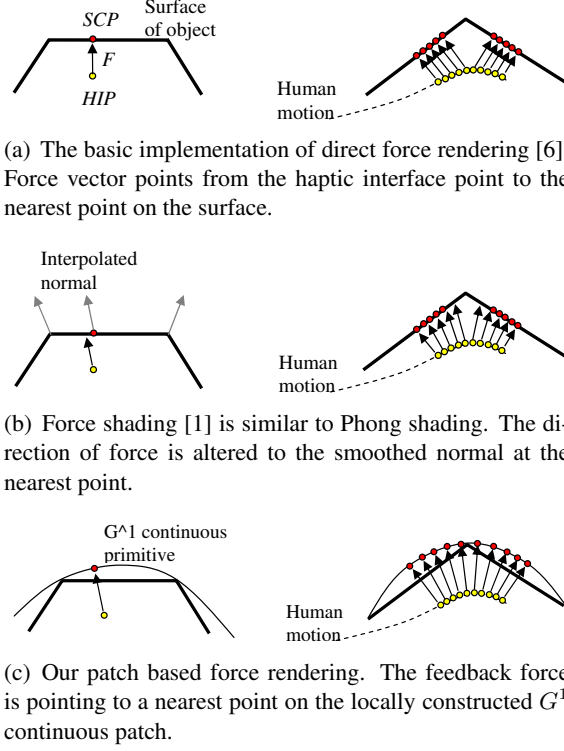 SCP
Surface
of object
F
HIP
Human
motion
(a) The basic implementation of direct force rendering [6]
Force vector points from the haptic interface point to the
nearest point on the surface.
Interpolated
normal
Human
motion
(b) Force shading [1] is similar to Phong shading. The di-
rection of force is altered to the smoothed normal at the
nearest point.
G^1 continuous
primitive
Human
motion
(c) Our patch based force rendering. The feedback force
is pointing to a nearest point on the locally constructed G¹
continuous patch.